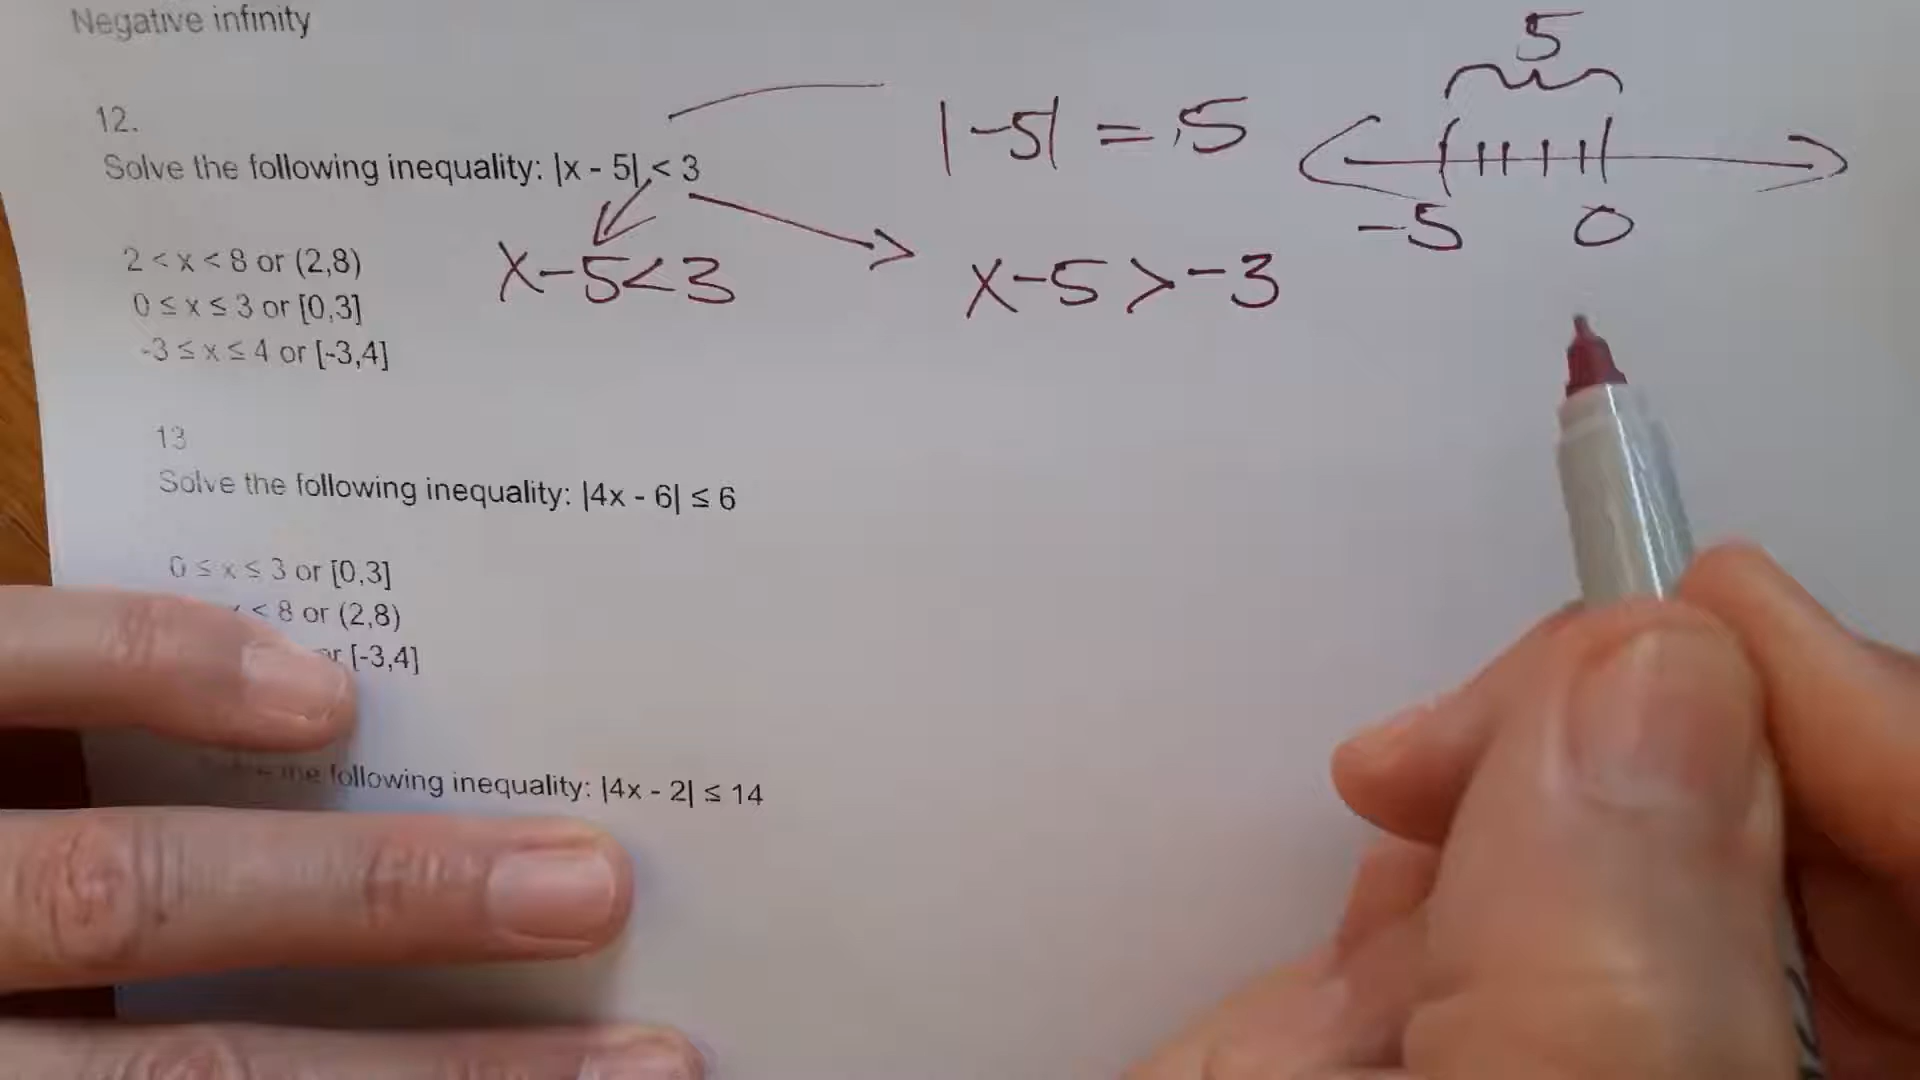 Negative infinity
5
12.
|-5| = 5
Solve the following inequality: |x - 5| < 3
-5 0
2 < x < 8 or (2,8)
x-5<3
x-5>-3
0 ≤ x ≤ 3 or [0,3]
-3 ≤ x ≤ 4 or [-3,4]
13
Solve the following inequality: |4x - 6| ≤ 6
0 ≤ x ≤ 3 or [0,3]
< 8 or (2,8)
or [-3,4]
the following inequality: |4x - 2| ≤ 14